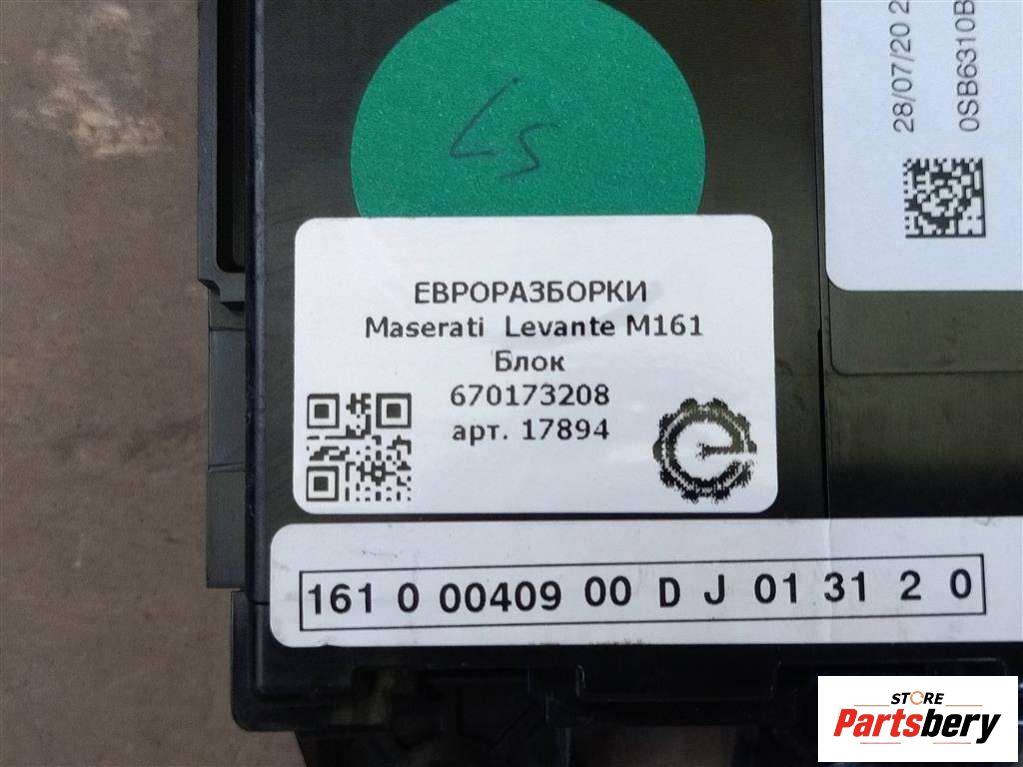 LS
28/07/20 2
0SB6310B
ЕВРОРАЗБОРКИ
Maserati Levante M161
Блок
670173208
арт. 17894
161 0 00409 00 D J 01 31 2 0
STORE
Partsbery